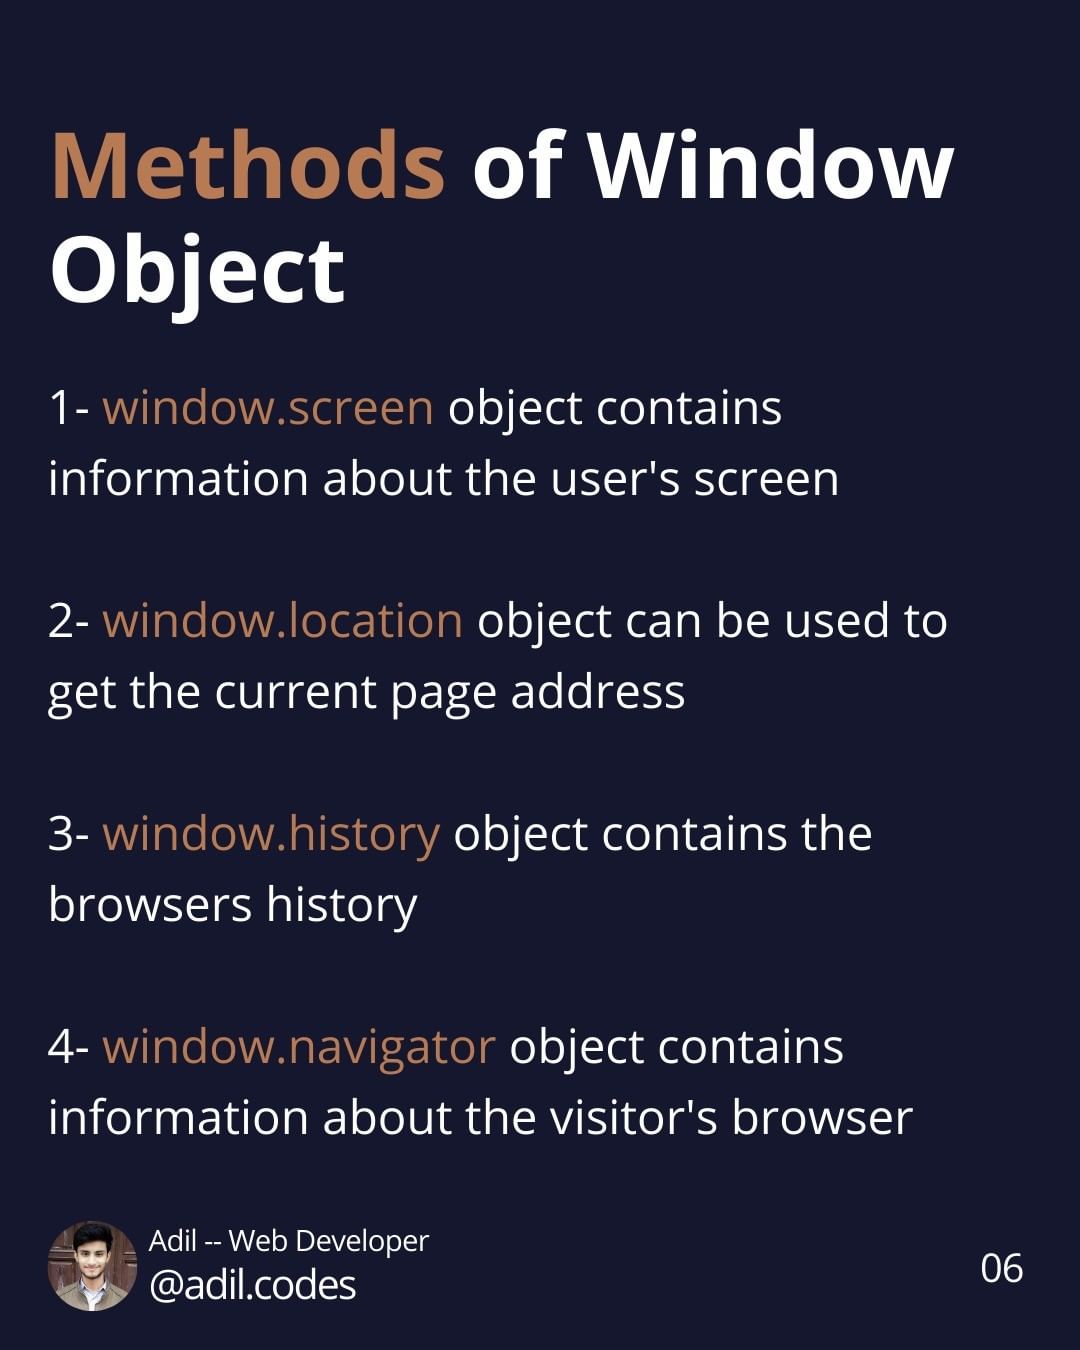 Methods of Window
Object
1- window.screen object contains
information about the user's screen
2- window.location object can be used to
get the current page address
3- window.history object contains the
browsers history
4- window.navigator object contains
information about the visitor's browser
Adil -- Web Developer
@adil.codes
06